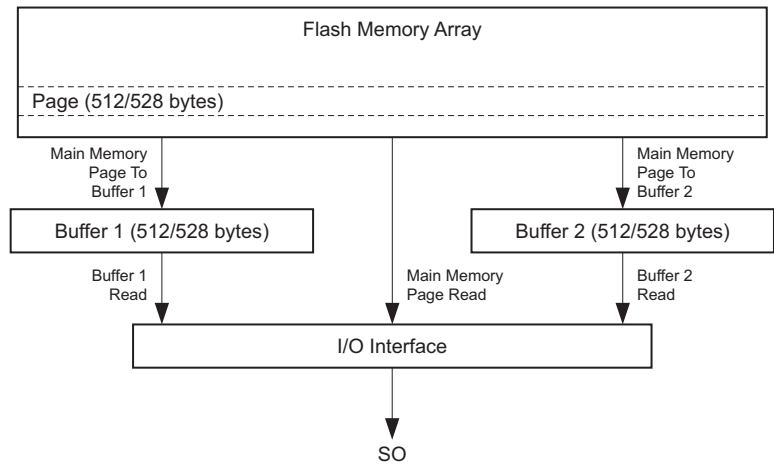 Flash Memory Array
Page (512/528 bytes)
Main Memory
Page To
Buffer 1
Main Memory
Page To
Buffer 2
Buffer 1 (512/528 bytes)
Buffer 2 (512/528 bytes)
Buffer 1
Read
Main Memory
Page Read
Buffer 2
Read
I/O Interface
SO